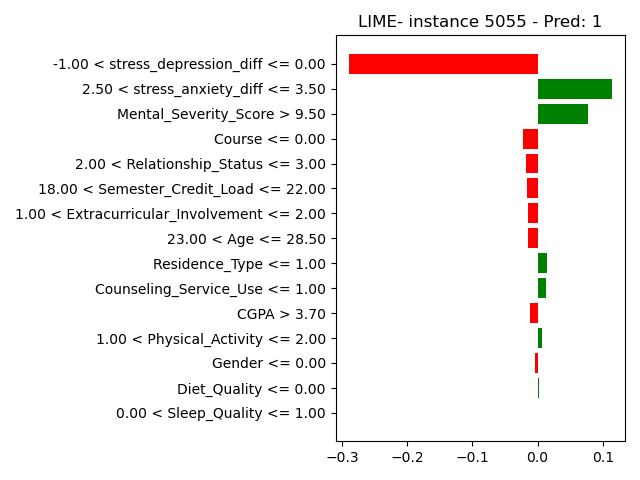 LIME- instance 5055 - Pred: 1
-1.00 < stress_depression_diff <= 0.00
2.50 < stress_anxiety_diff <= 3.50
Mental_Severity_Score > 9.50
Course <= 0.00
2.00 < Relationship_Status <= 3.00
18.00 < Semester_Credit_Load <= 22.00
1.00 < Extracurricular_Involvement <= 2.00
23.00 < Age <= 28.50
Residence_Type <= 1.00
Counseling_Service_Use <= 1.00
CGPA > 3.70
1.00 < Physical_Activity <= 2.00
Gender <= 0.00
Diet_Quality <= 0.00
0.00 < Sleep_Quality <= 1.00
−0.3 −0.2 −0.1 0.0 0.1